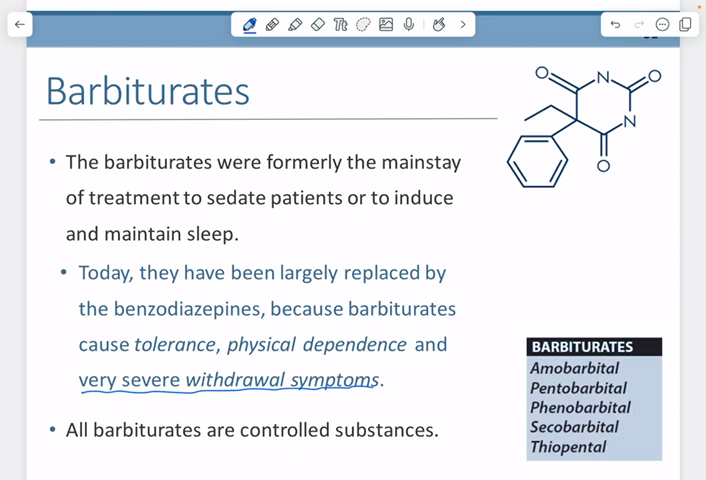 Tt
Barbiturates
• The barbiturates were formerly the mainstay
of treatment to sedate patients or to induce
and maintain sleep.
• Today, they have been largely replaced by
the benzodiazepines, because barbiturates
cause tolerance, physical dependence and
very severe withdrawal symptoms.
• All barbiturates are controlled substances.
O
N
O
N
O
BARBITURATES
Amobarbital
Pentobarbital
Phenobarbital
Secobarbital
Thiopental